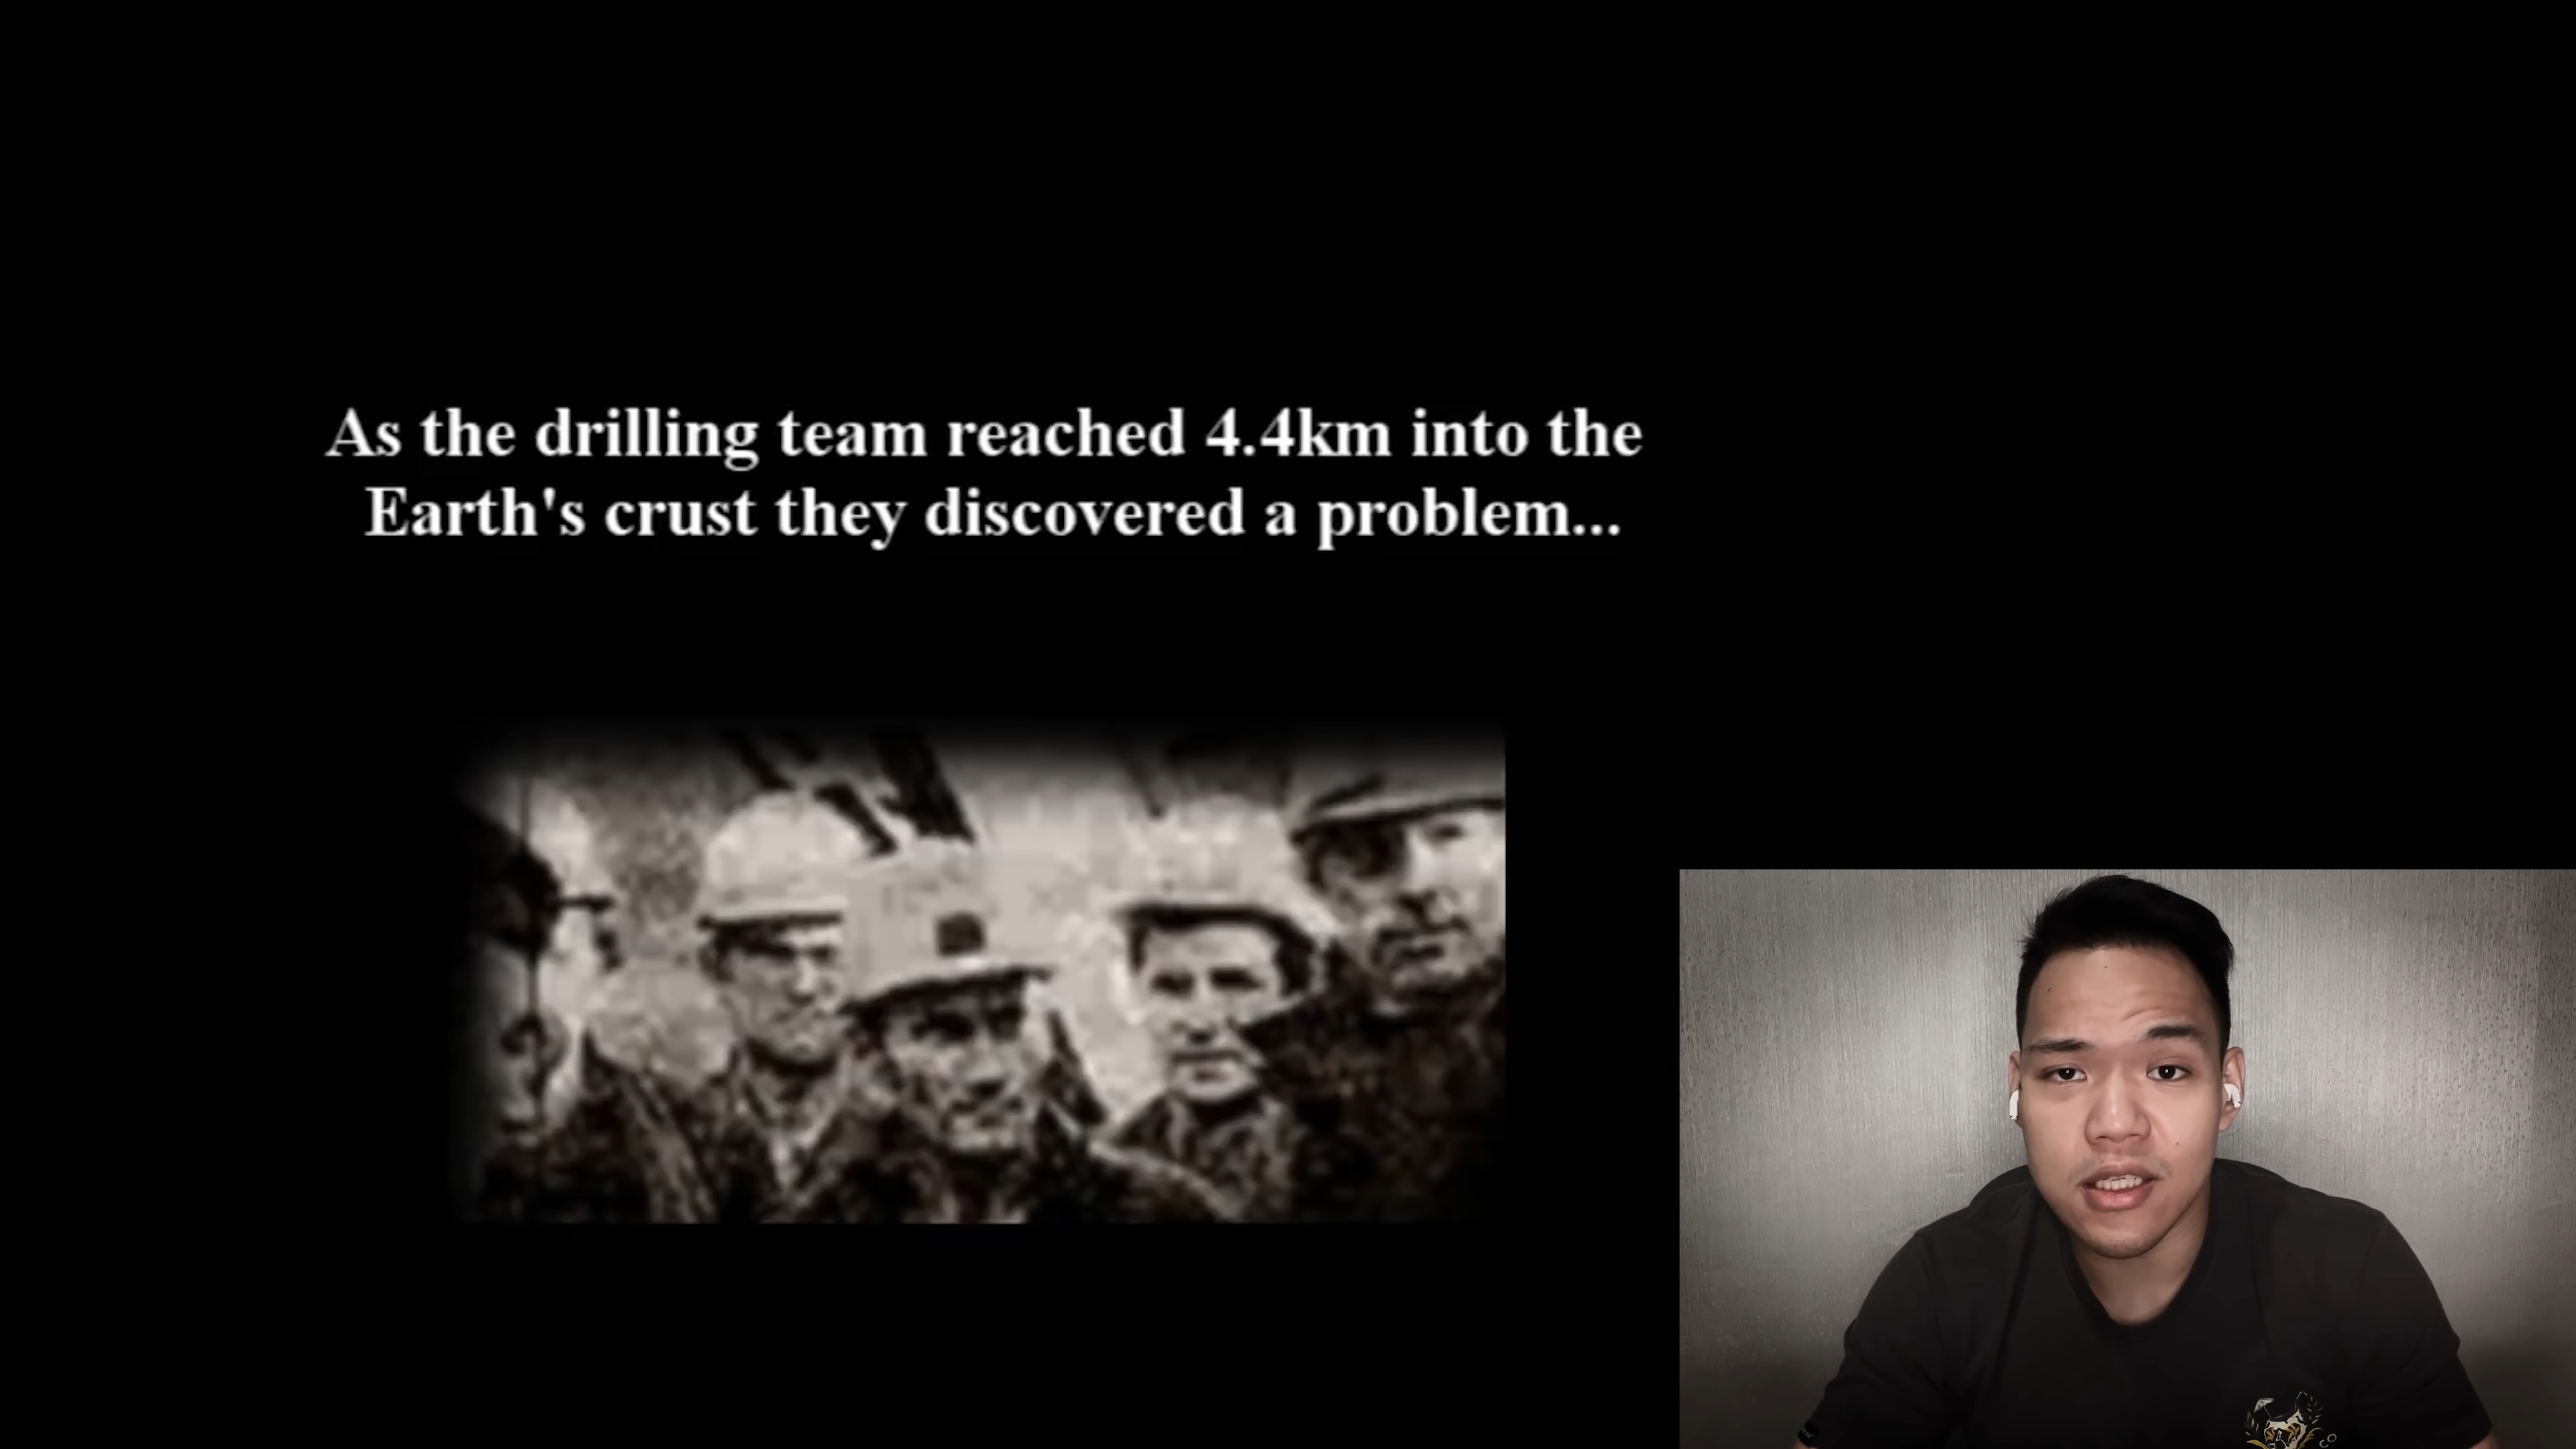 As the drilling team reached 4.4km into the
Earth's crust they discovered a problem...